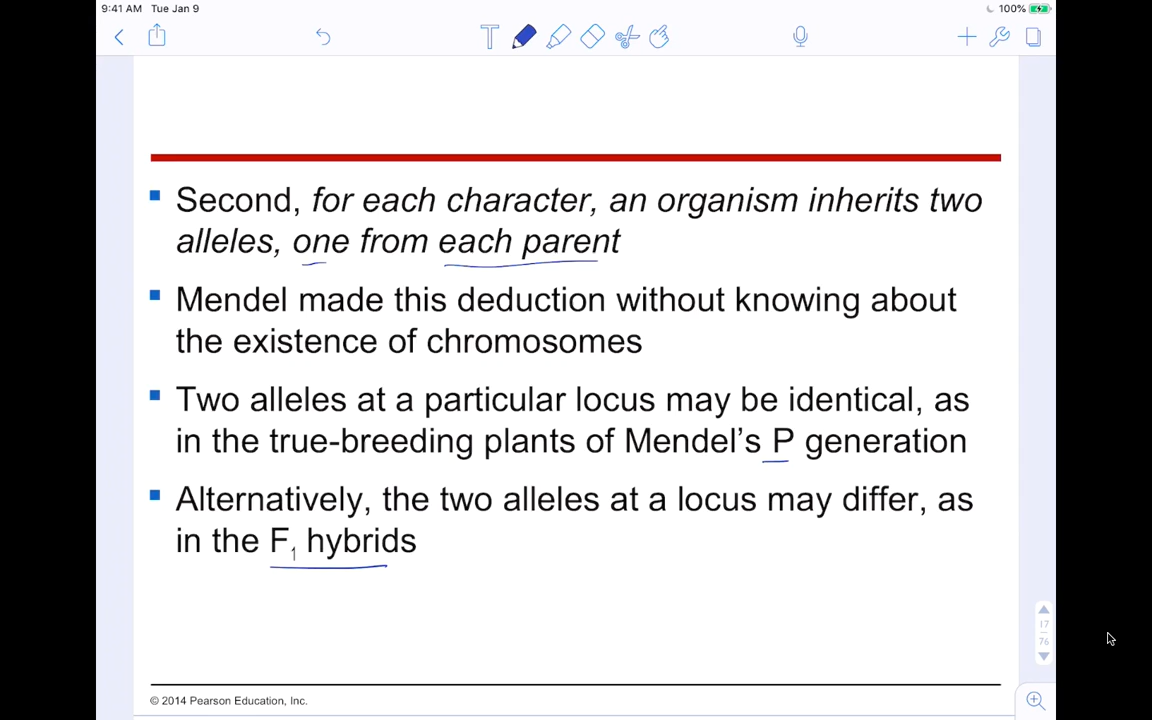 9:41 AM Tue Jan 9
100%
T
Second, for each character, an organism inherits two
alleles, one from each parent
Mendel made this deduction without knowing about
the existence of chromosomes
Two alleles at a particular locus may be identical, as
in the true-breeding plants of Mendel’s P generation
Alternatively, the two alleles at a locus may differ, as
in the F₁ hybrids
17
76
© 2014 Pearson Education, Inc.